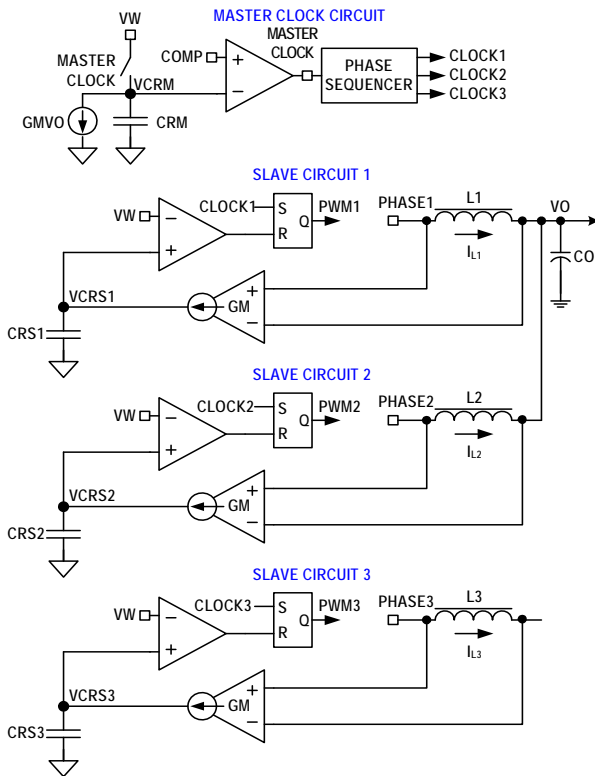 MASTER CLOCK CIRCUIT
VW
MASTER
CLOCK
VCRM
GMVO
CRM
COMP
+
−
MASTER
CLOCK
PHASE
SEQUENCER
CLOCK1
CLOCK2
CLOCK3
SLAVE CIRCUIT 1
VW
−
+
CLOCK1
S
R
Q
PWM1
PHASE1
L1
IL1
VO
CO
VCRS1
GM
+
−
CRS1
SLAVE CIRCUIT 2
VW
−
+
CLOCK2
S
R
Q
PWM2
PHASE2
L2
IL2
VCRS2
GM
+
−
CRS2
SLAVE CIRCUIT 3
VW
−
+
CLOCK3
S
R
Q
PWM3
PHASE3
L3
IL3
VCRS3
GM
+
−
CRS3